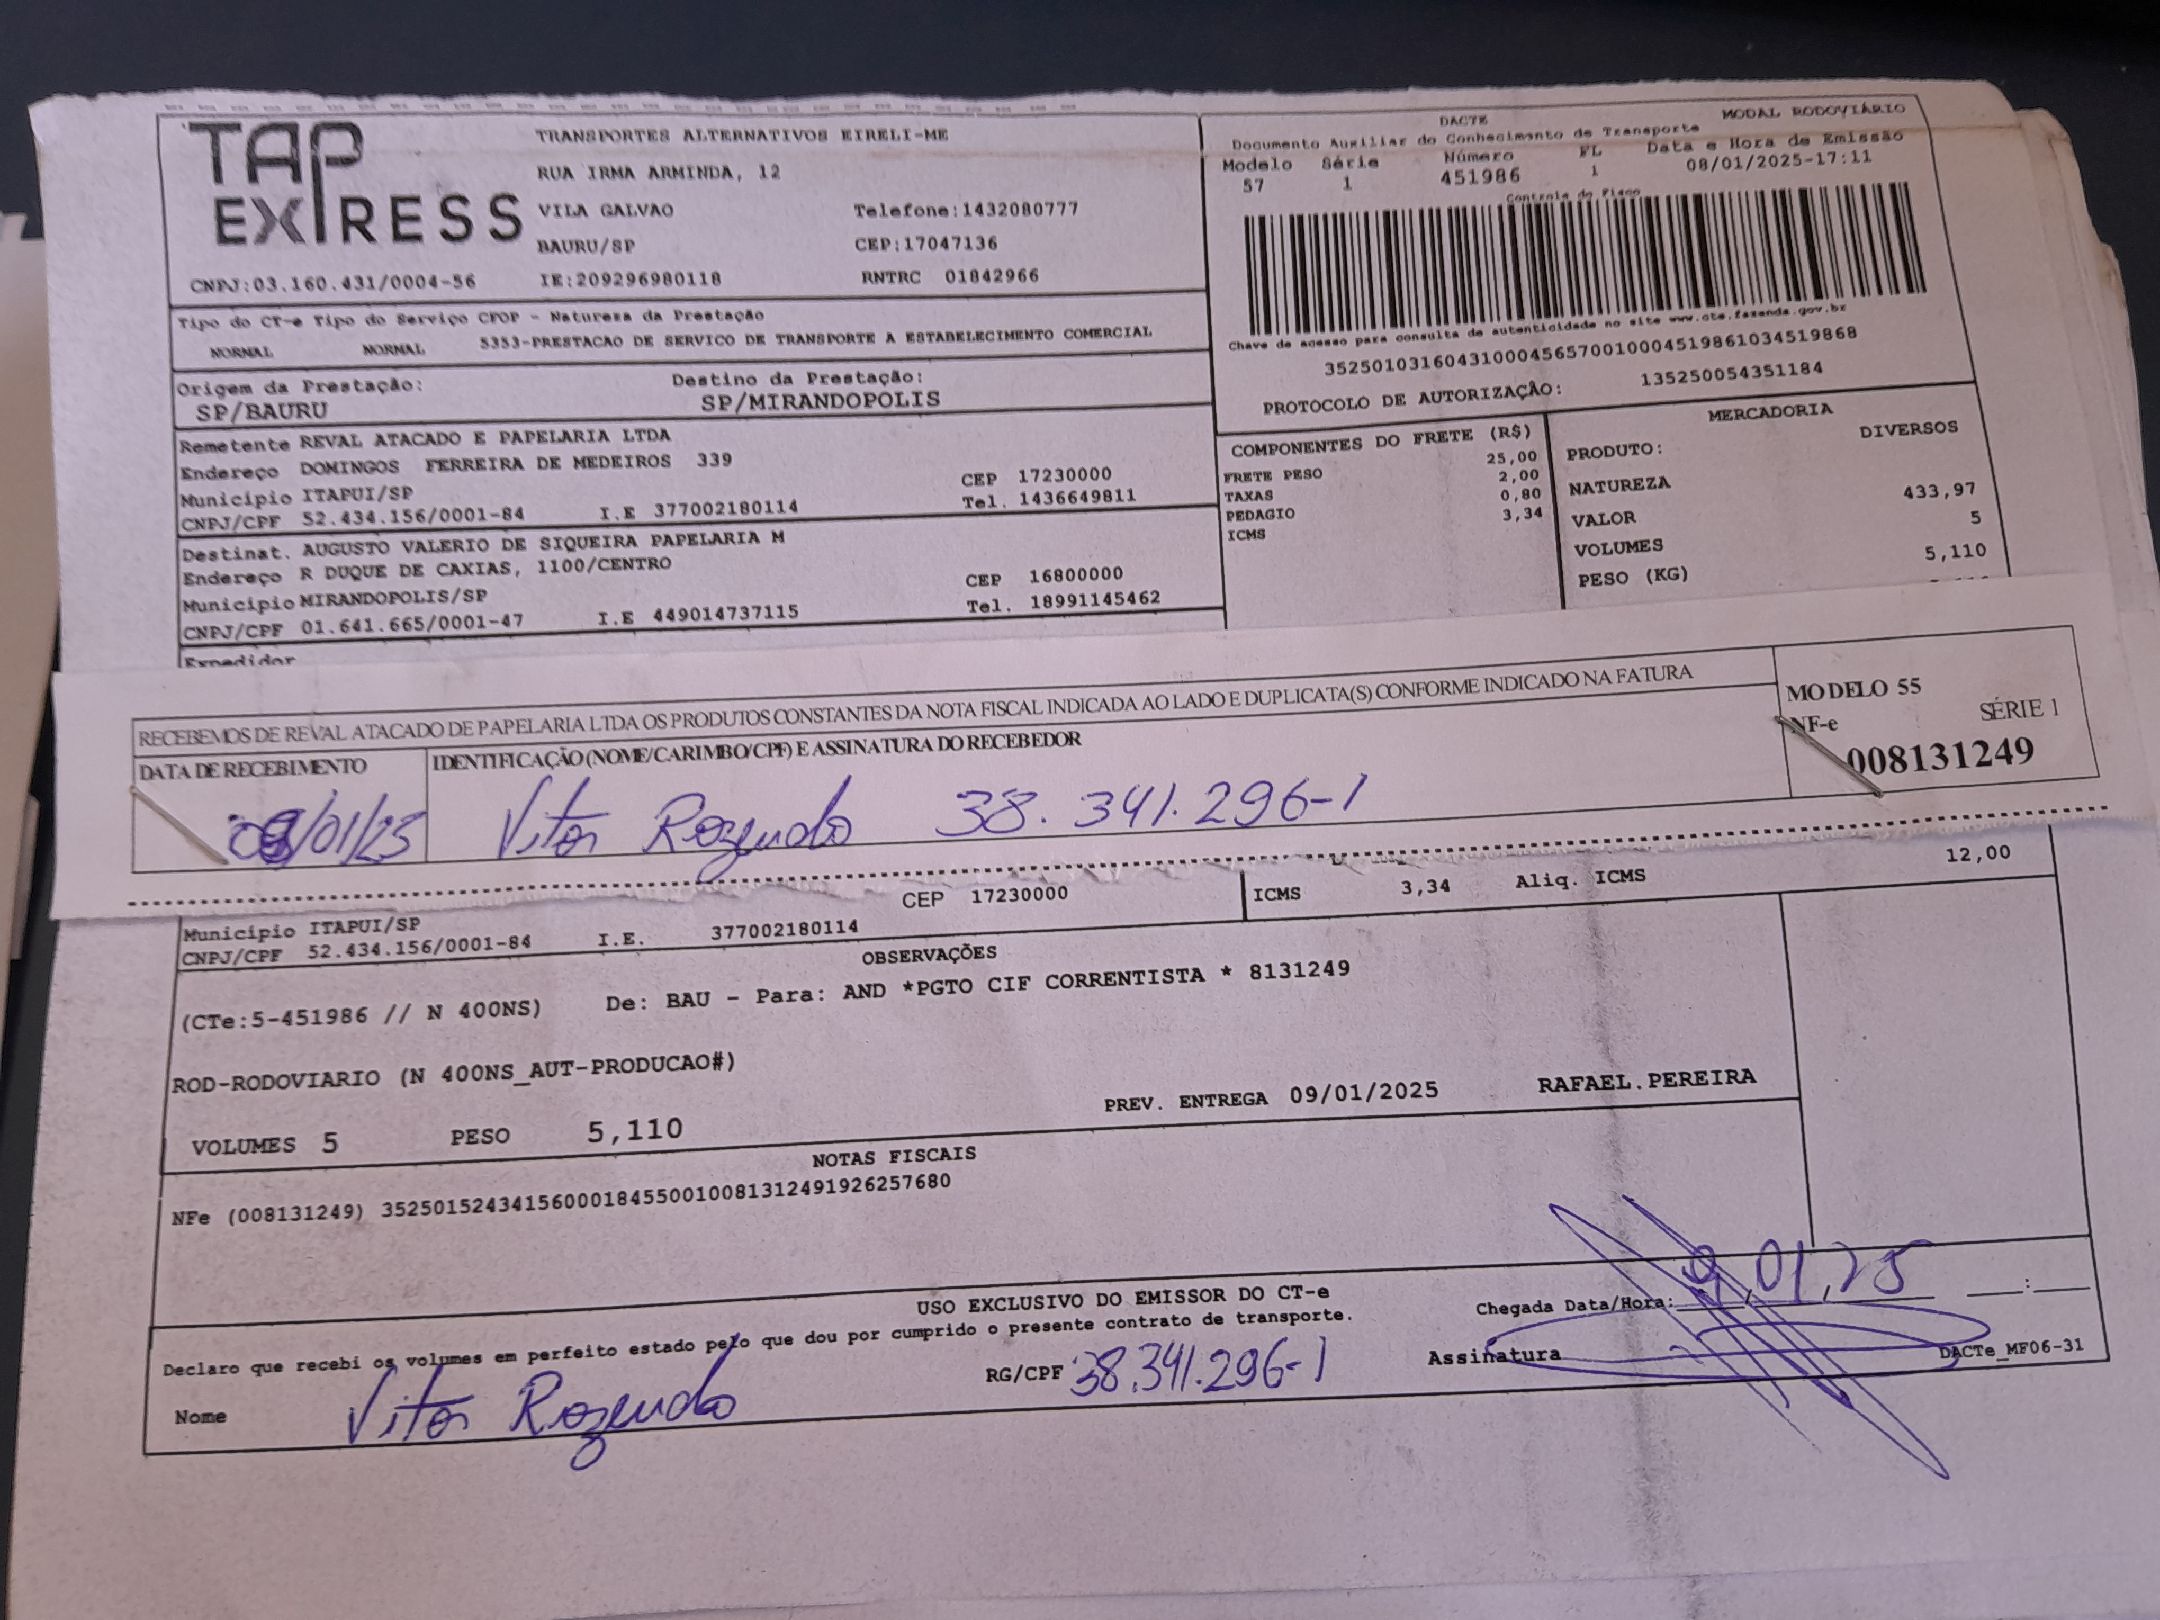 TAP
EXPRESS
TRANSPORTES ALTERNATIVOS EIRELI-ME
RUA IRMA ARMINDA, 12
VILA GALVAO Telefone:1432080777
BAURU/SP CEP:17047136
CNPJ:03.160.431/0004-56 IE:209296980118 RNTRC 01842966
DACTE MODAL RODOVIÁRIO
Documento Auxiliar do Conhecimento de Transporte
Modelo Série Número FL Data e Hora de Emissão
57 1 451986 1 08/01/2025-17:11
Controle do Fisco
Chave de acesso para consulta de autenticidade no site www.cte.fazenda.gov.br
35250103160431000456570010004519861034519868
PROTOCOLO DE AUTORIZAÇÃO: 135250054351184
Tipo do CT-e Tipo do Serviço CFOP - Natureza da Prestação
NORMAL NORMAL 5353-PRESTACAO DE SERVICO DE TRANSPORTE A ESTABELECIMENTO COMERCIAL
Origem da Prestação: Destino da Prestação:
SP/BAURU SP/MIRANDOPOLIS
Remetente REVAL ATACADO E PAPELARIA LTDA
Endereço DOMINGOS FERREIRA DE MEDEIROS 339
Município ITAPUI/SP CEP 17230000
CNPJ/CPF 52.434.156/0001-84 I.E 377002180114 Tel. 1436649811
Destinat. AUGUSTO VALERIO DE SIQUEIRA PAPELARIA M
Endereço R DUQUE DE CAXIAS, 1100/CENTRO
Município MIRANDOPOLIS/SP CEP 16800000
CNPJ/CPF 01.641.665/0001-47 I.E 449014737115 Tel. 18991145462
Expedidor
COMPONENTES DO FRETE (R$)
FRETE PESO 25,00
TAXAS 2,00
PEDAGIO 0,80
ICMS 3,34
MERCADORIA
PRODUTO: DIVERSOS
NATUREZA
VALOR 433,97
VOLUMES 5
PESO (KG) 5,110
RECEBEMOS DE REVAL ATACADO DE PAPELARIA LTDA OS PRODUTOS CONSTANTES DA NOTA FISCAL INDICADA AO LADO E DUPLICATA(S) CONFORME INDICADO NA FATURA
DATA DE RECEBIMENTO IDENTIFICAÇÃO (NOME/CARIMBO/CPF) E ASSINATURA DO RECEBEDOR
/01/25 Vitor Rozendo 38.341.296-1
MODELO 55
NF-e SÉRIE 1
008131249
CEP 17230000 ICMS 3,34 Aliq. ICMS 12,00
Município ITAPUI/SP
CNPJ/CPF 52.434.156/0001-84 I.E. 377002180114
OBSERVAÇÕES
(CTe:5-451986 // N 400NS) De: BAU - Para: AND *PGTO CIF CORRENTISTA * 8131249
ROD-RODOVIARIO (N 400NS_AUT-PRODUCAO#)
PREV. ENTREGA 09/01/2025 RAFAEL.PEREIRA
VOLUMES 5 PESO 5,110
NOTAS FISCAIS
NFe (008131249) 35250152434156000184550010081312491926257680
USO EXCLUSIVO DO EMISSOR DO CT-e
Declaro que recebi os volumes em perfeito estado pelo que dou por cumprido o presente contrato de transporte.
Chegada Data/Hora: 9,01,25 :
Nome Vitor Rozendo RG/CPF 38.341.296-1 Assinatura
DACTe_MF06-31